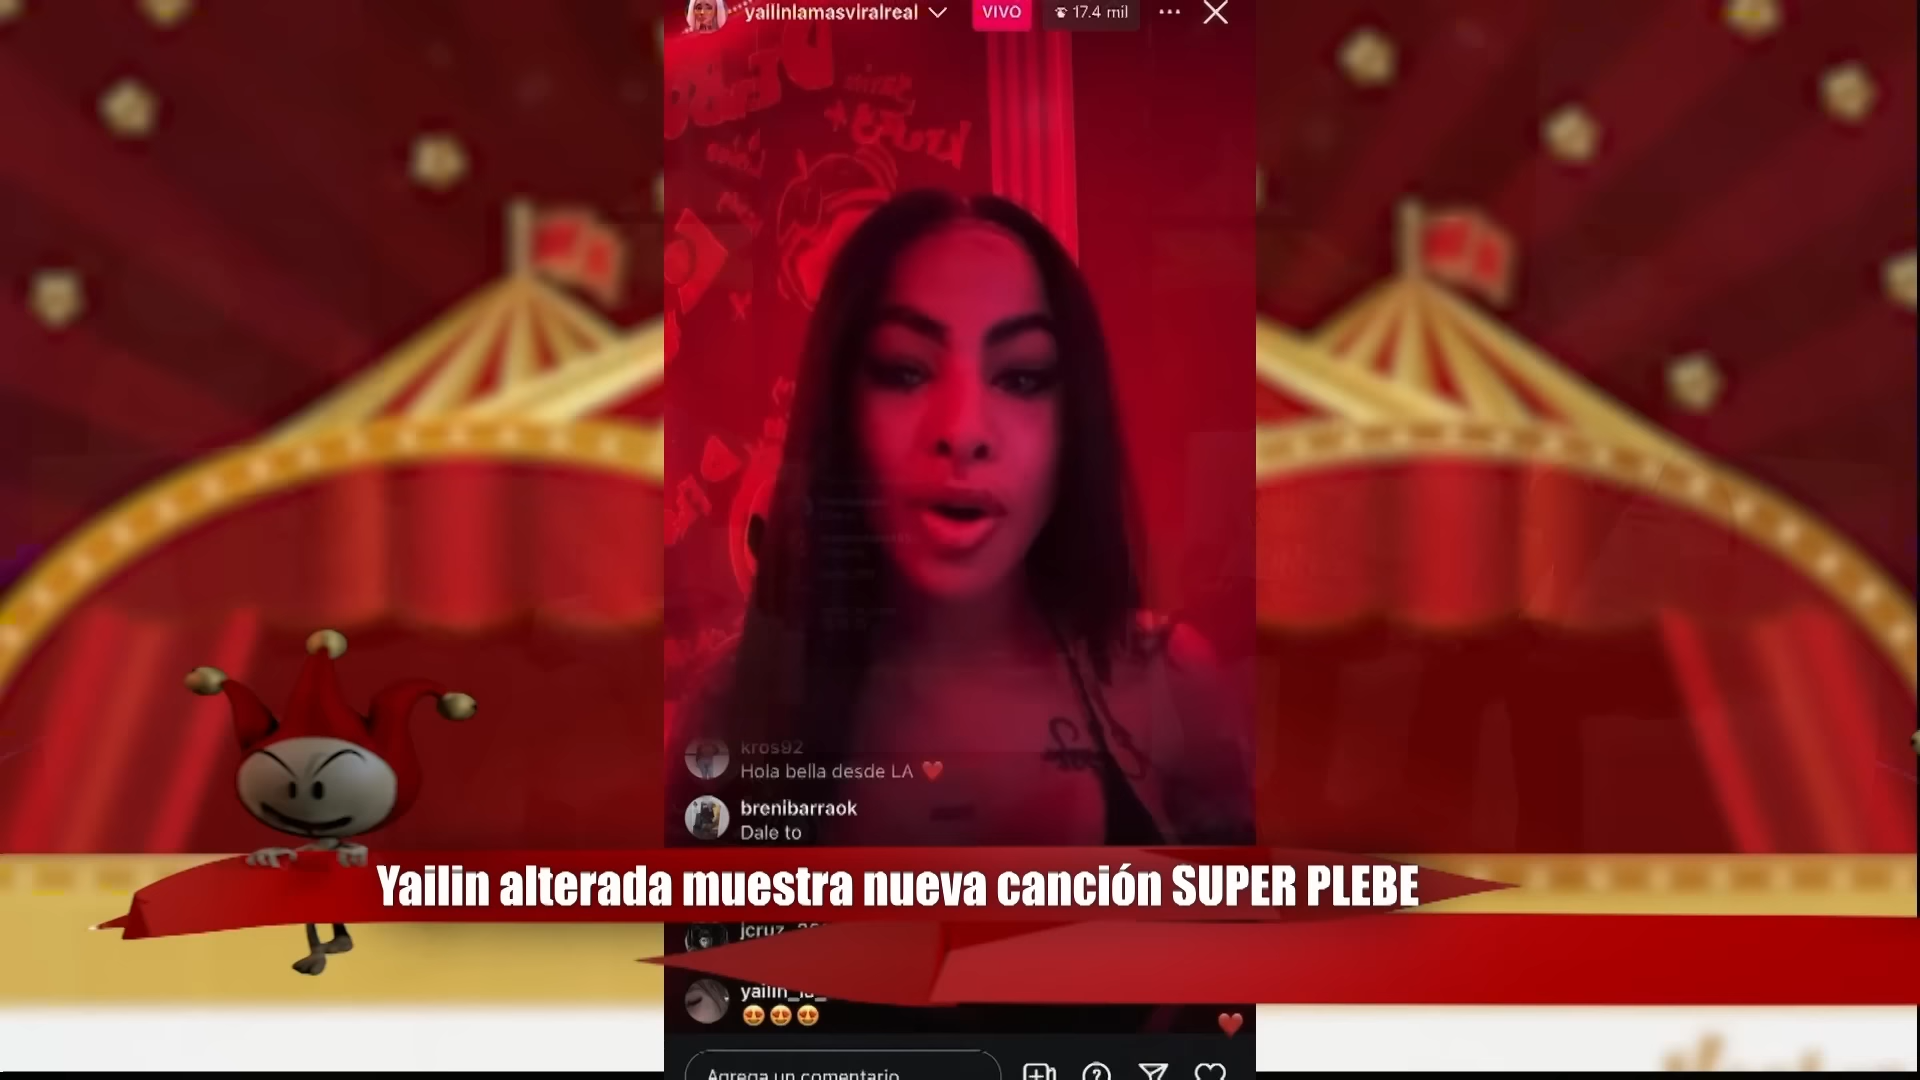 yailinlamasviralreal
VIVO
17.4 mil
kros92
Hola bella desde LA ❤️
brenibarraok
Dale to
Yailin alterada muestra nueva canción SUPER PLEBE
😍😍😍
Agrega un comentario